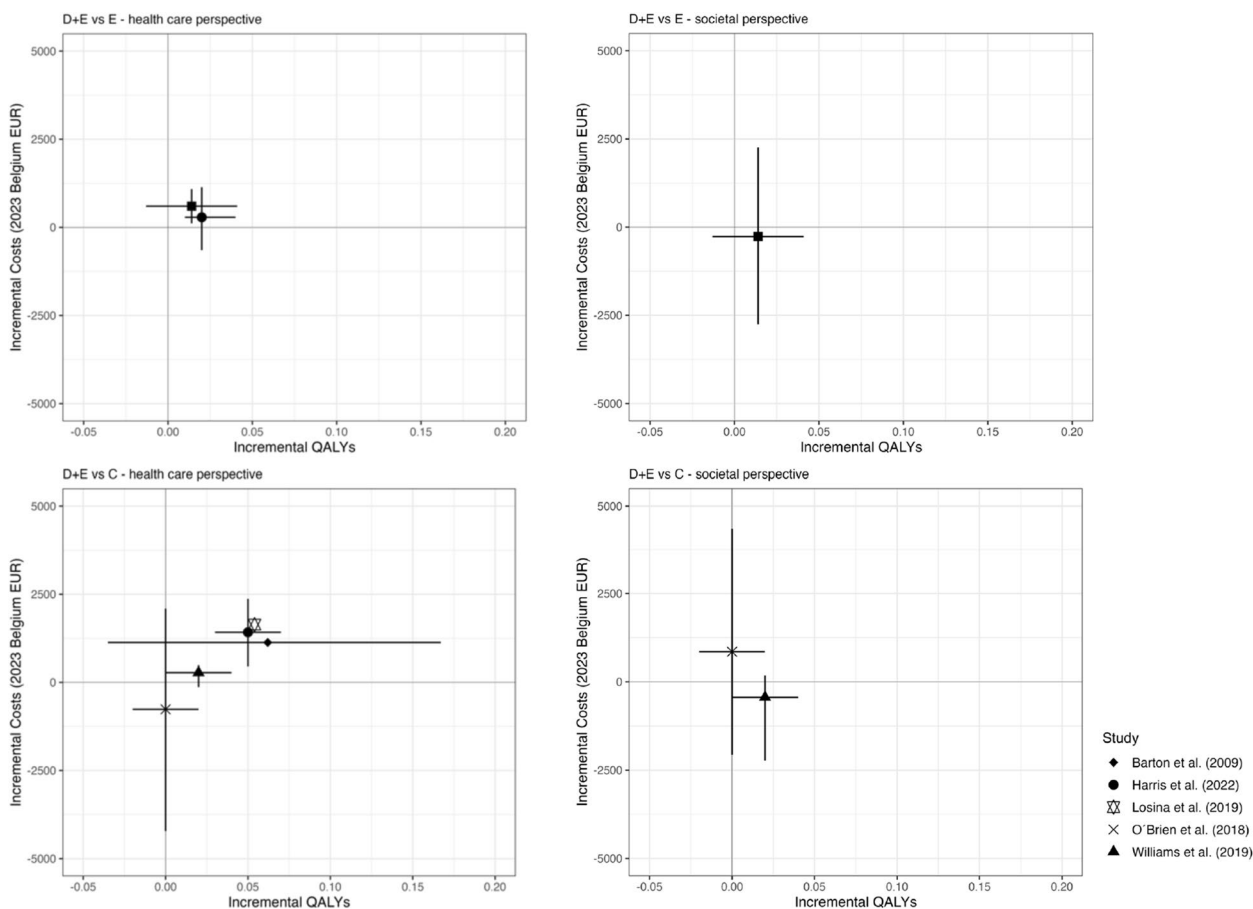 D+E vs E - health care perspective
5000
2500
0
-2500
-5000
Incremental Costs (2023 Belgium EUR)
-0.05 0.00 0.05 0.10 0.15 0.20
Incremental QALYs
D+E vs E - societal perspective
5000
2500
0
-2500
-5000
Incremental Costs (2023 Belgium EUR)
-0.05 0.00 0.05 0.10 0.15 0.20
Incremental QALYs
D+E vs C - health care perspective
5000
2500
0
-2500
-5000
Incremental Costs (2023 Belgium EUR)
-0.05 0.00 0.05 0.10 0.15 0.20
Incremental QALYs
D+E vs C - societal perspective
5000
2500
0
-2500
-5000
Incremental Costs (2023 Belgium EUR)
-0.05 0.00 0.05 0.10 0.15 0.20
Incremental QALYs
Study
Barton et al. (2009)
Harris et al. (2022)
Losina et al. (2019)
O´Brien et al. (2018)
Williams et al. (2019)